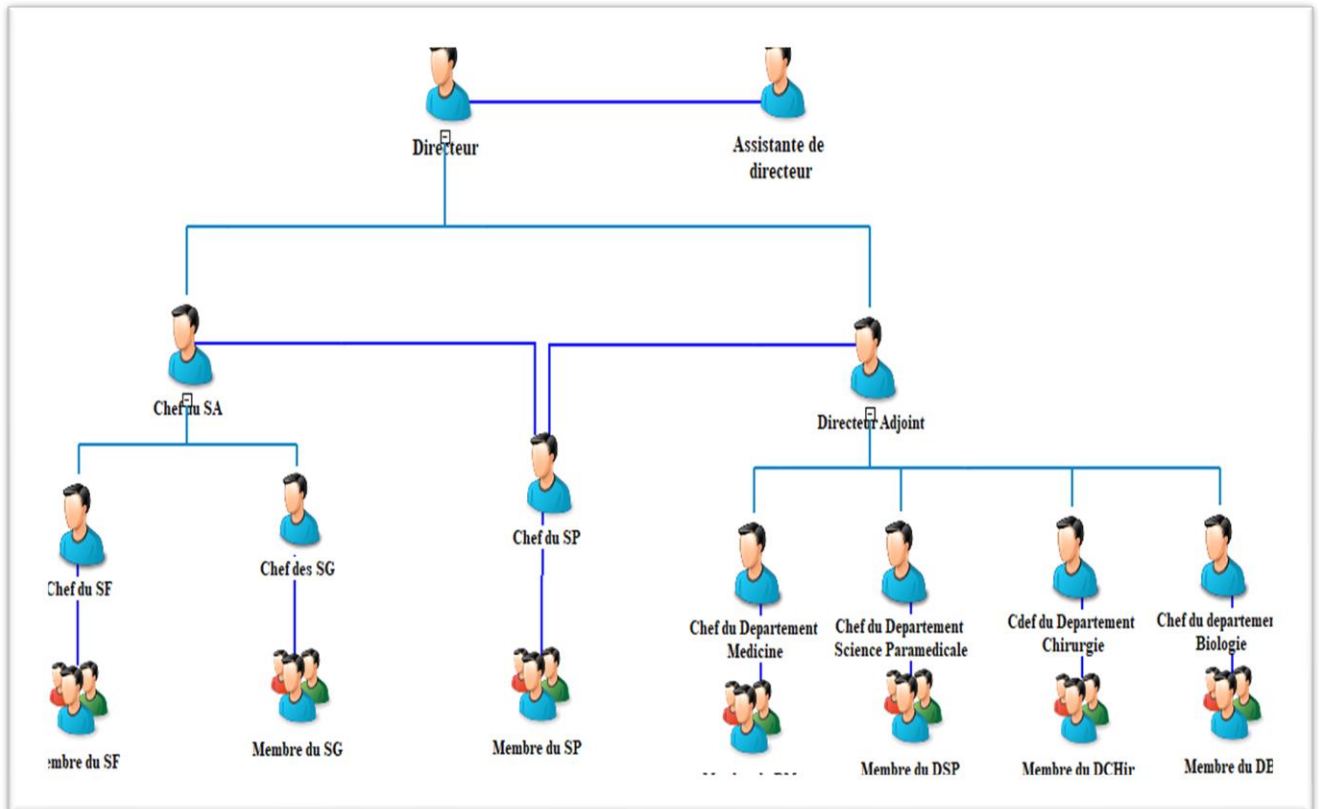 Directeur
Assistante de
directeur
Chef du SA
Directeur Adjoint
Chef du SP
Chef du SF
Chef des SG
Chef du Departement
Medicine
Chef du Departement
Science Paramedicale
Cdef du Departement
Chirurgie
Chef du departemer
Biologie
embre du SF
Membre du SG
Membre du SP
Membre du DSP
Membre du DCHir
Membre du DB